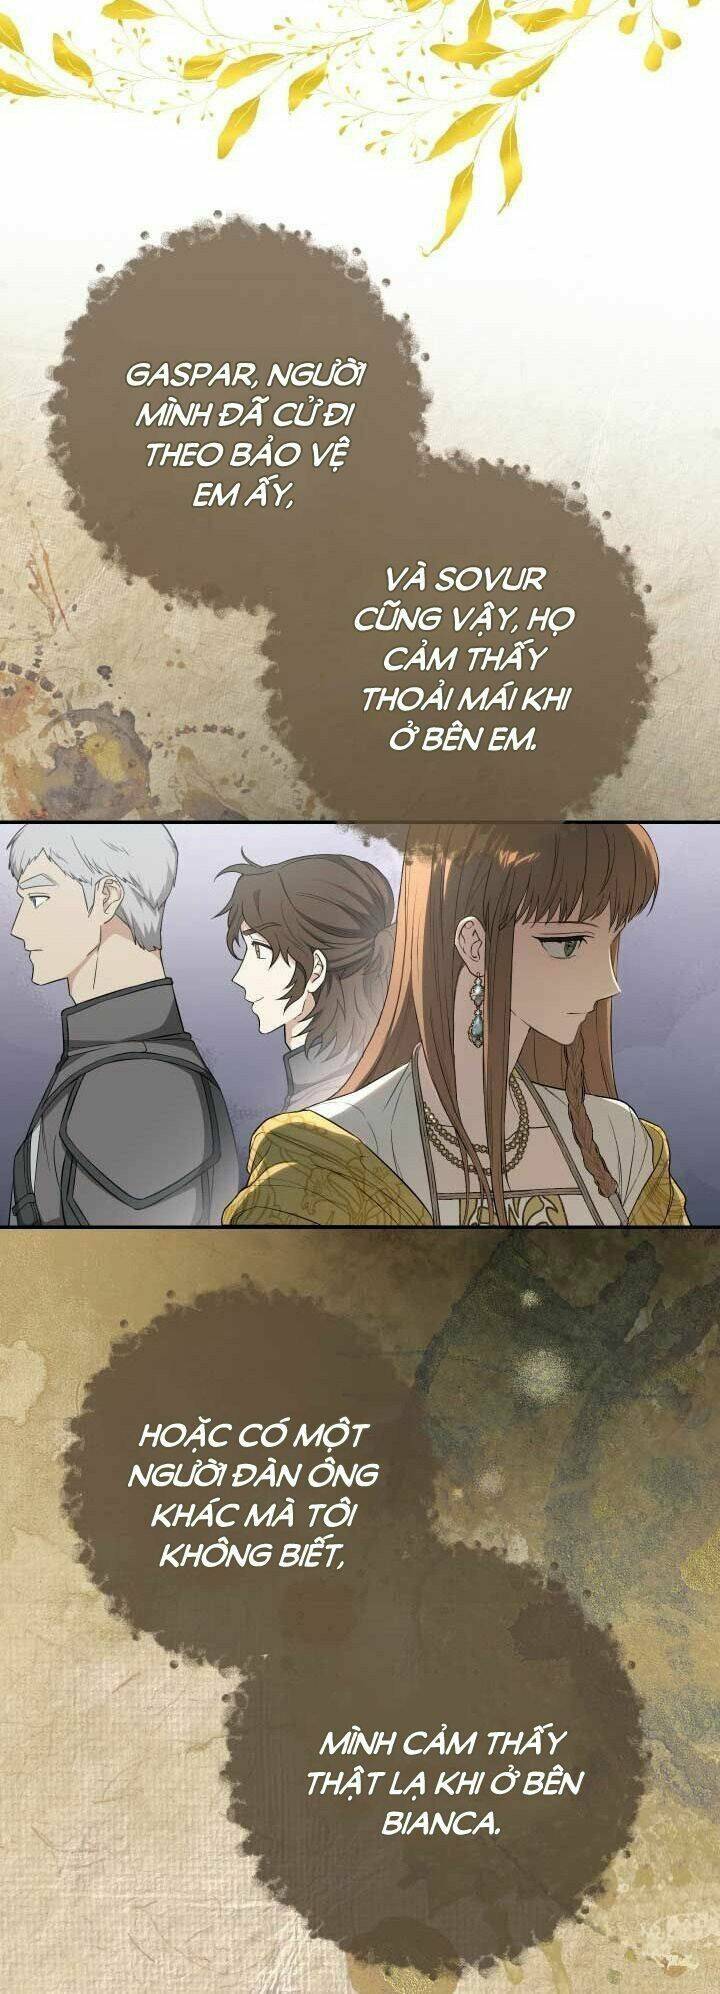 GASPAR, NGƯỜI
MÌNH ĐÃ CỬ ĐI
THEO BẢO VỆ
EM ẤY,
VÀ SOVUR
CŨNG VẬY, HỌ
CẢM THẤY
THOẢI MÁI KHI
Ở BÊN EM.
HOẶC CÓ MỘT
NGƯỜI ĐÀN ÔNG
KHÁC MÀ TÔI
KHÔNG BIẾT,
MÌNH CẢM THẤY
THẬT LẠ KHI Ở BÊN
BIANCA.